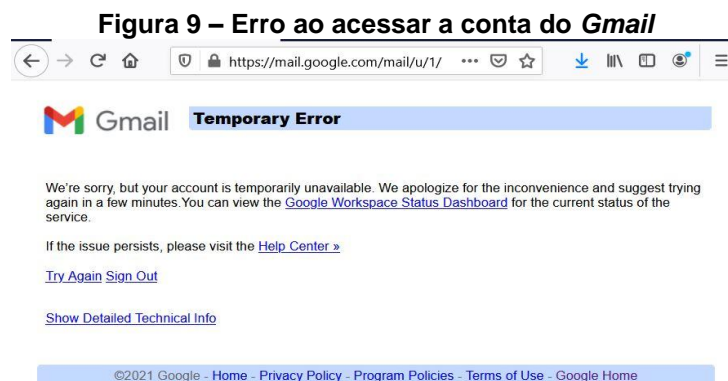 Figura 9 – Erro ao acessar a conta do Gmail
https://mail.google.com/mail/u/1/
Gmail
Temporary Error
We're sorry, but your account is temporarily unavailable. We apologize for the inconvenience and suggest trying
again in a few minutes.You can view the Google Workspace Status Dashboard for the current status of the
service.
If the issue persists, please visit the Help Center »
Try Again Sign Out
Show Detailed Technical Info
©2021 Google - Home - Privacy Policy - Program Policies - Terms of Use - Google Home